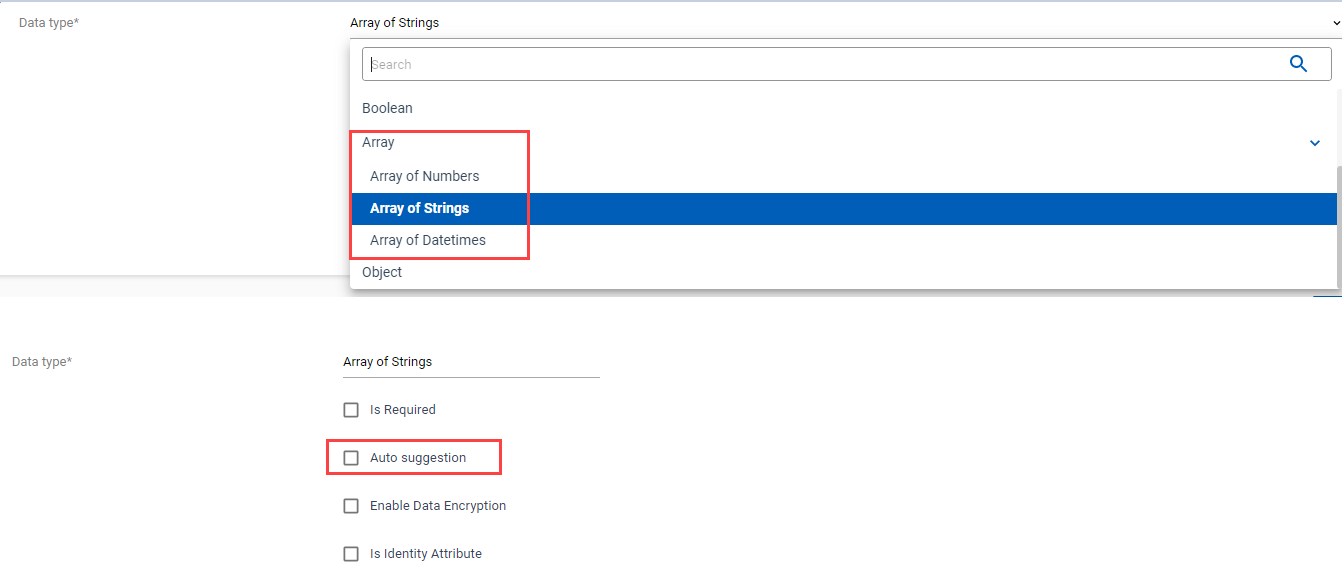 Data type*
Array of Strings
Search
Boolean
Array
Array of Numbers
Array of Strings
Array of Datetimes
Object
Data type*
Array of Strings
Is Required
Auto suggestion
Enable Data Encryption
Is Identity Attribute